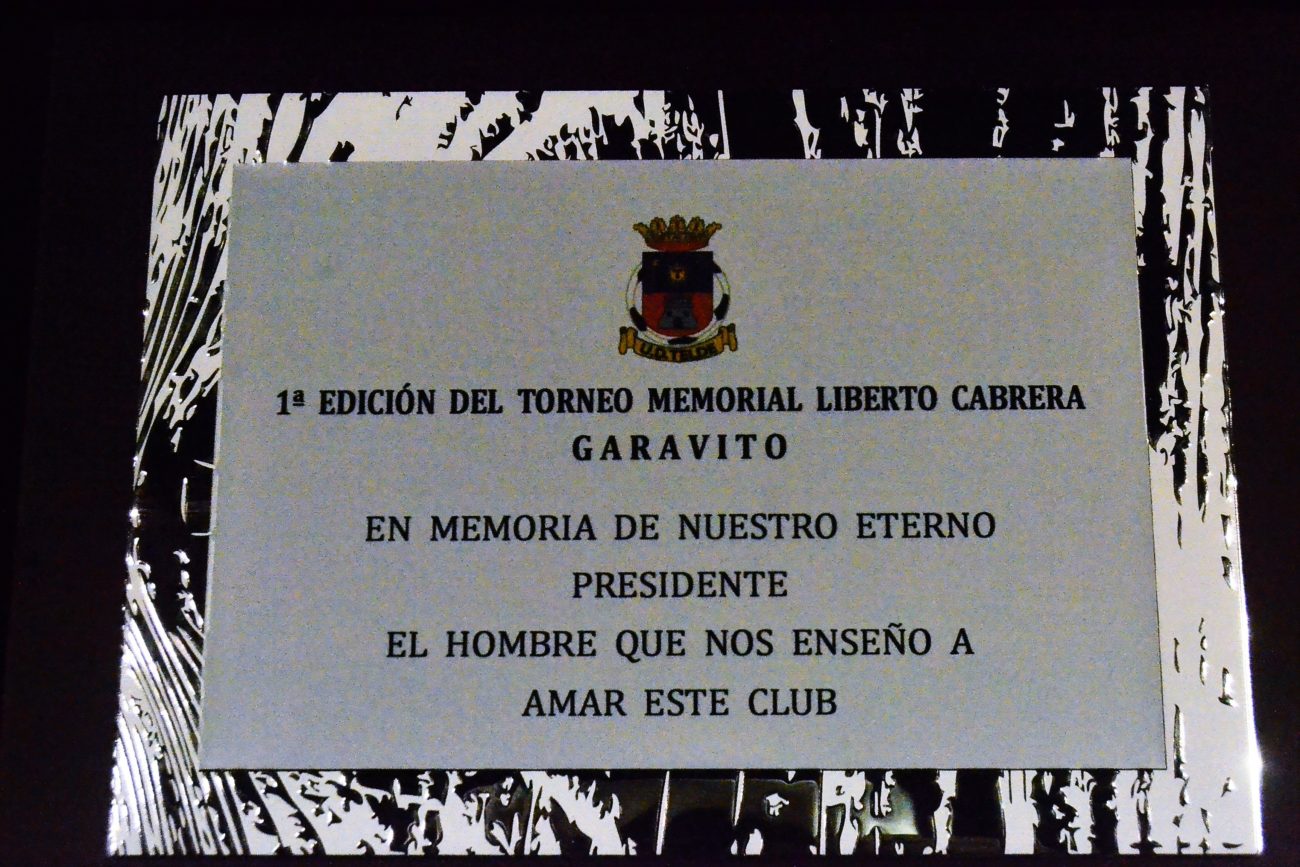 U.D. TELDE
1ª EDICIÓN DEL TORNEO MEMORIAL LIBERTO CABRERA
GARAVITO
EN MEMORIA DE NUESTRO ETERNO
PRESIDENTE
EL HOMBRE QUE NOS ENSEÑO A
AMAR ESTE CLUB